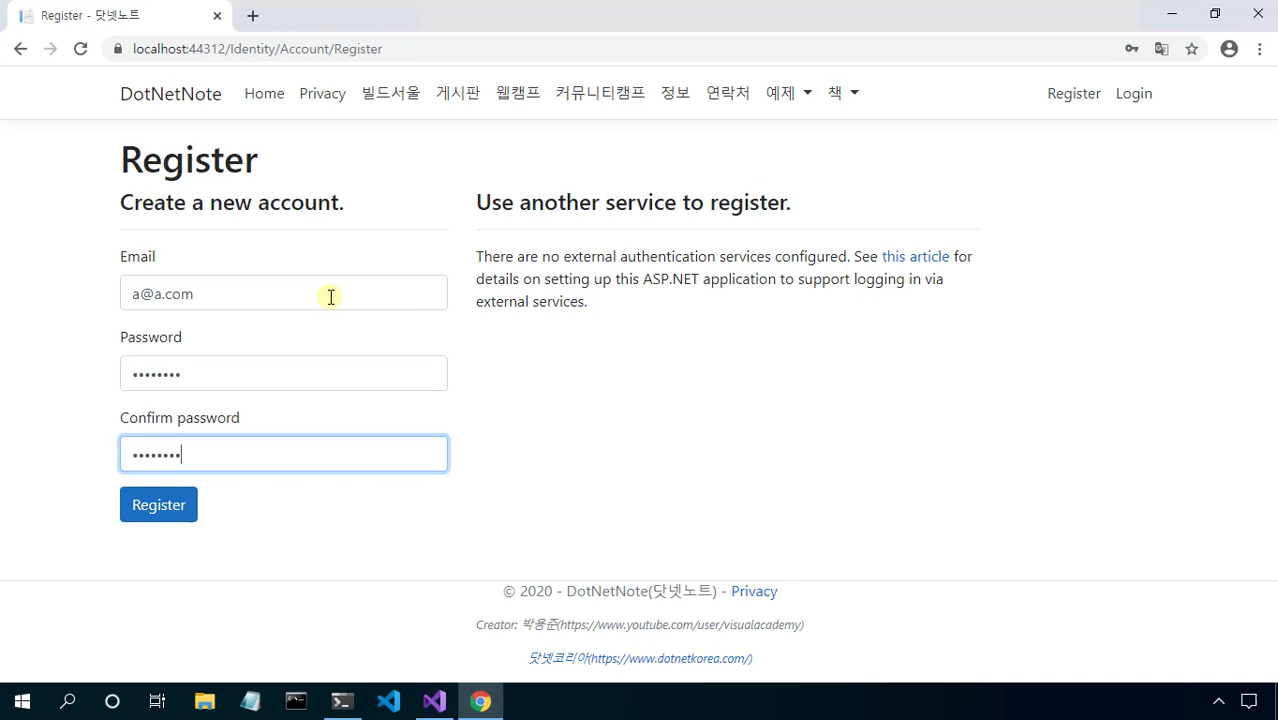 Register - 닷넷노트
localhost:44312/Identity/Account/Register
DotNetNote Home Privacy 빌드서울 게시판 웹캠프 커뮤니티캠프 정보 연락처 예제 책 Register Login
Register
Create a new account.
Email
a@a.com
Password
••••••••
Confirm password
••••••••
Register
Use another service to register.
There are no external authentication services configured. See this article for
details on setting up this ASP.NET application to support logging in via
external services.
© 2020 - DotNetNote(닷넷노트) - Privacy
Creator: 박용준(https://www.youtube.com/user/visualacademy)
닷넷코리아(https://www.dotnetkorea.com/)